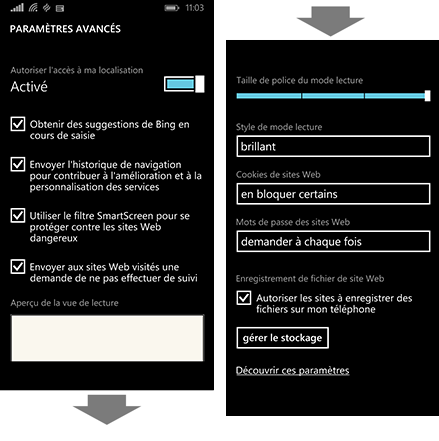 11:03
PARAMÈTRES AVANCÉS
Autoriser l'accès à ma localisation
Activé
Obtenir des suggestions de Bing en
cours de saisie
Envoyer l'historique de navigation
pour contribuer à l'amélioration et à la
personnalisation des services
Utiliser le filtre SmartScreen pour se
protéger contre les sites Web
dangereux
Envoyer aux sites Web visités une
demande de ne pas effectuer de suivi
Aperçu de la vue de lecture
Taille de police du mode lecture
Style de mode lecture
brillant
Cookies de sites Web
en bloquer certains
Mots de passe des sites Web
demander à chaque fois
Enregistrement de fichier de site Web
Autoriser les sites à enregistrer des
fichiers sur mon téléphone
gérer le stockage
Découvrir ces paramètres